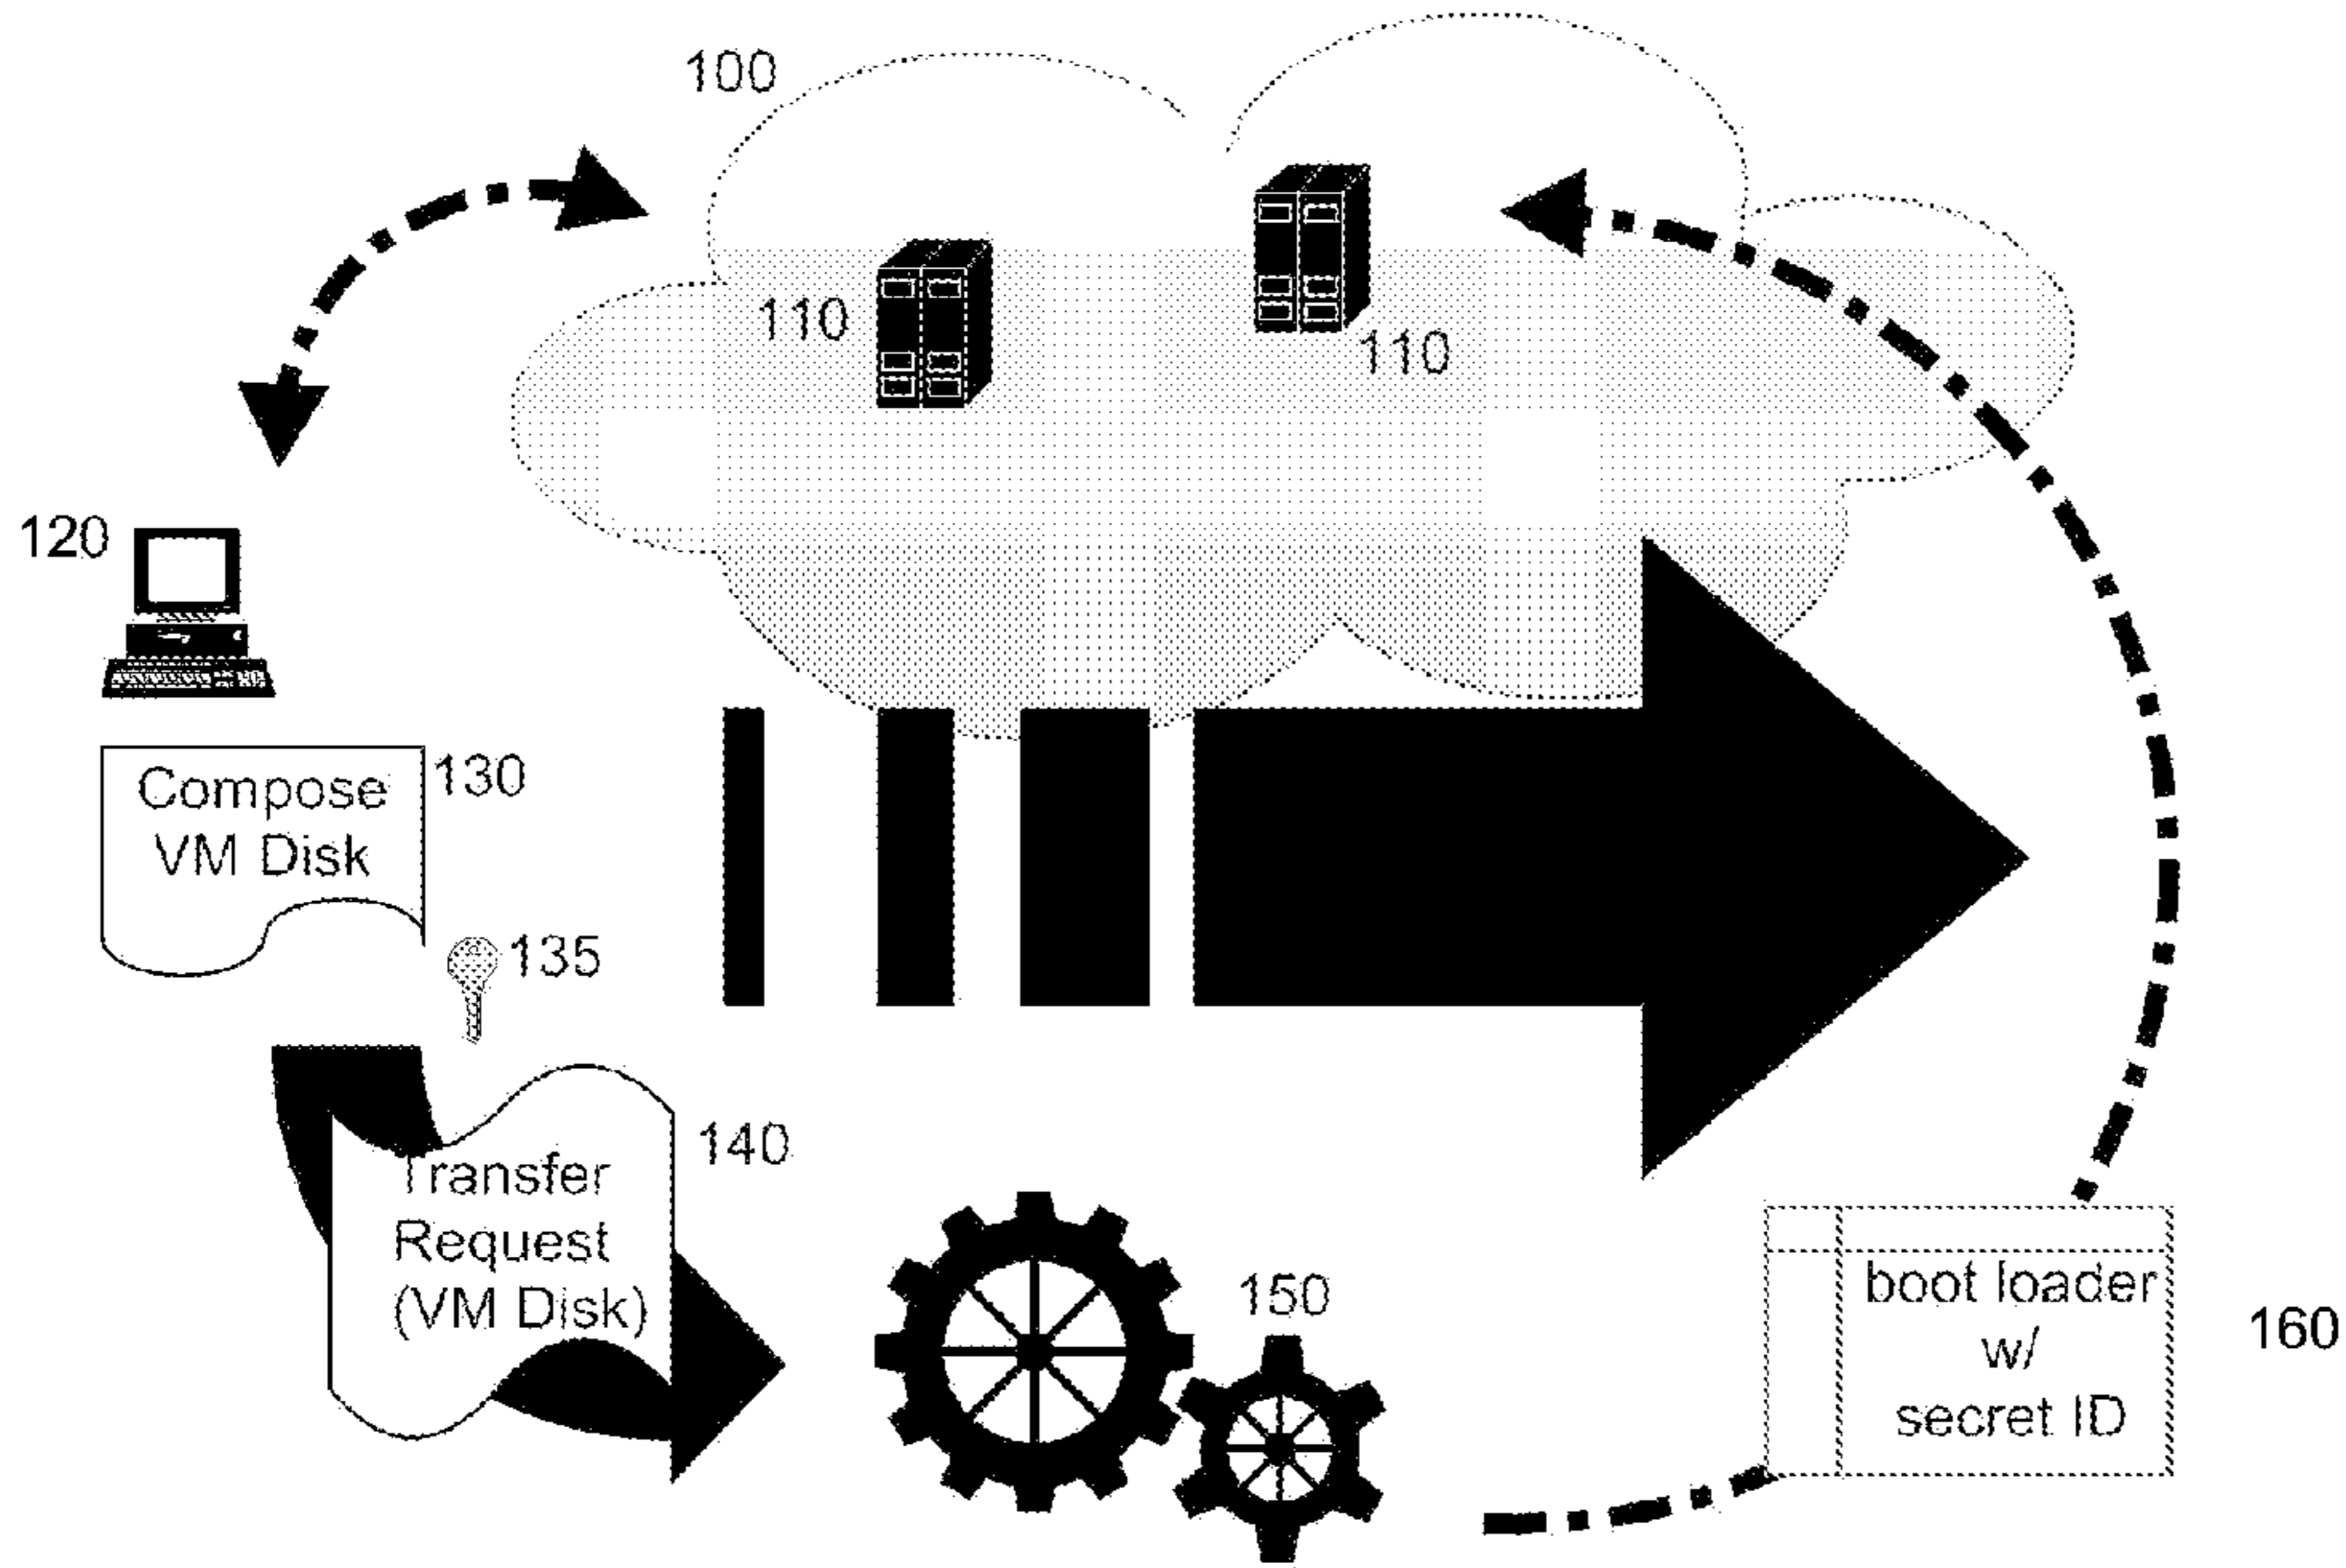 100
110
110
120
Compose
VM Disk
130
135
Transfer
Request
(VM Disk)
140
150
boot loader
w/
secret ID
160